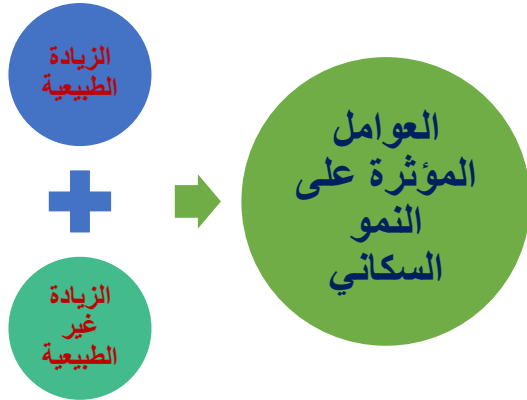 الزيادة
الطبيعية
العوامل
المؤثرة على
النمو
السكاني
الزيادة
غير
الطبيعية